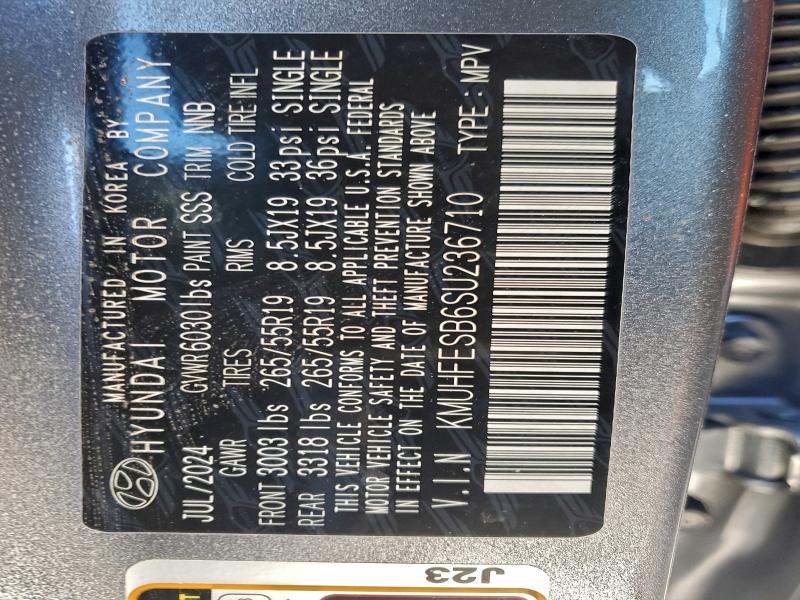 MANUFACTURED IN KOREA BY
HYUNDAI MOTOR COMPANY
JUL/2024 GVWR6030lbs PAINT SSS TRIM NNB
GAWR TIRES RIMS COLD TIRE INFL
FRONT 3003 lbs 265/55R19 8.5JX19 33psi SINGLE
REAR 3318 lbs 265/55R19 8.5JX19 36psi SINGLE
THIS VEHICLE CONFORMS TO ALL APPLICABLE U.S.A. FEDERAL
MOTOR VEHICLE SAFETY AND THEFT PREVENTION STANDARDS
IN EFFECT ON THE DATE OF MANUFACTURE SHOWN ABOVE
V.I.N KMUHFESB6SU236710 TYPE : MPV
J23